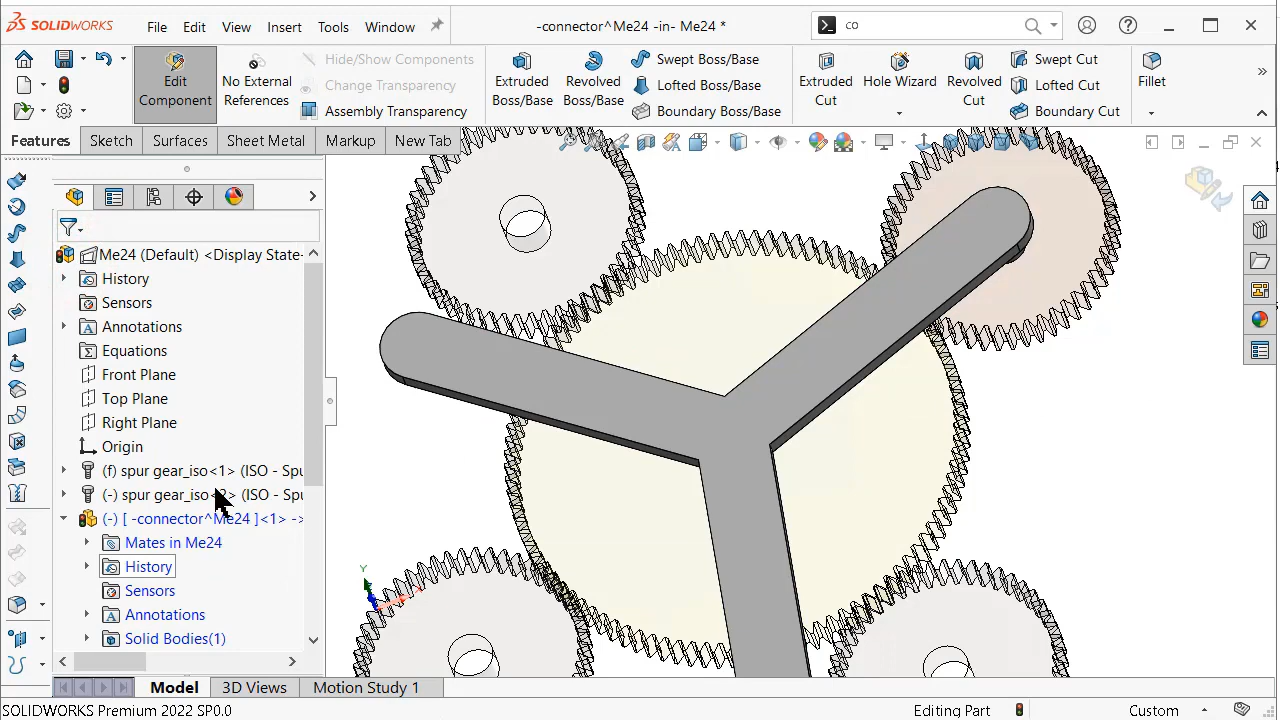 SOLIDWORKS
File Edit View Insert Tools Window
-connector^Me24 -in- Me24 *
co
Edit Component
No External References
Hide/Show Components
Change Transparency
Assembly Transparency
Extruded Boss/Base
Revolved Boss/Base
Swept Boss/Base
Lofted Boss/Base
Boundary Boss/Base
Extruded Cut
Hole Wizard
Revolved Cut
Swept Cut
Lofted Cut
Boundary Cut
Fillet
Features Sketch Surfaces Sheet Metal Markup New Tab
Me24 (Default) <Display State-
History
Sensors
Annotations
Equations
Front Plane
Top Plane
Right Plane
Origin
(f) spur gear_iso<1> (ISO - Spu
(-) spur gear_iso<2> (ISO - Spu
(-) [ -connector^Me24 ]<1> ->
Mates in Me24
History
Sensors
Annotations
Solid Bodies(1)
Y
Model 3D Views Motion Study 1
SOLIDWORKS Premium 2022 SP0.0
Editing Part
Custom